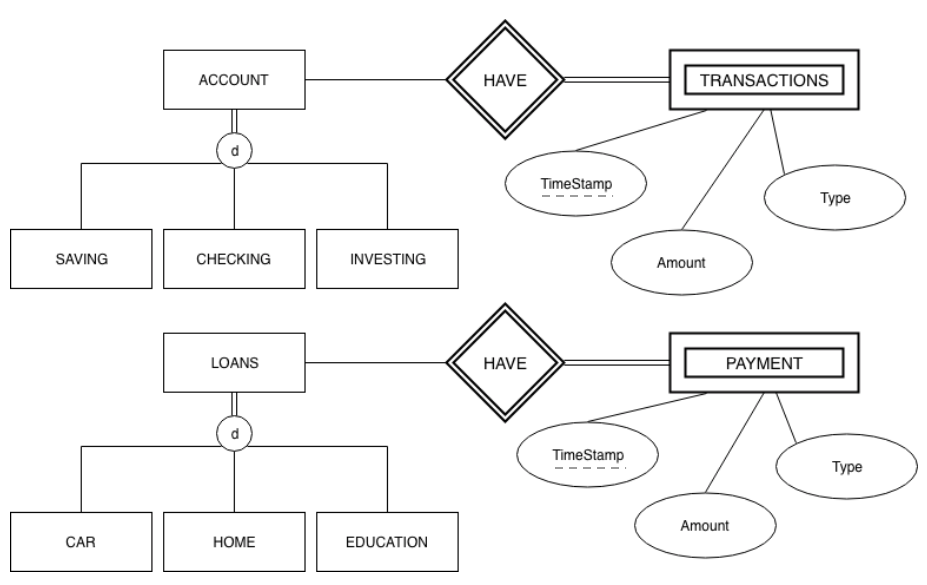 ACCOUNT
HAVE
TRANSACTIONS
d
TimeStamp
Type
SAVING
CHECKING
INVESTING
Amount
LOANS
HAVE
PAYMENT
d
TimeStamp
Type
Amount
CAR
HOME
EDUCATION